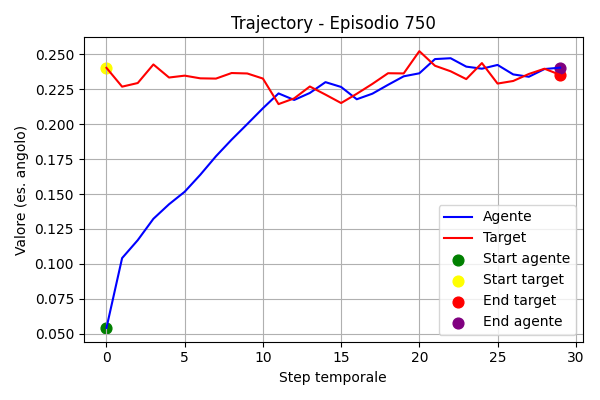 Trajectory - Episodio 750
Valore (es. angolo)
0.250
0.225
0.200
0.175
0.150
0.125
0.100
0.075
0.050
0
5
10
15
20
25
30
Step temporale
Agente
Target
Start agente
Start target
End target
End agente